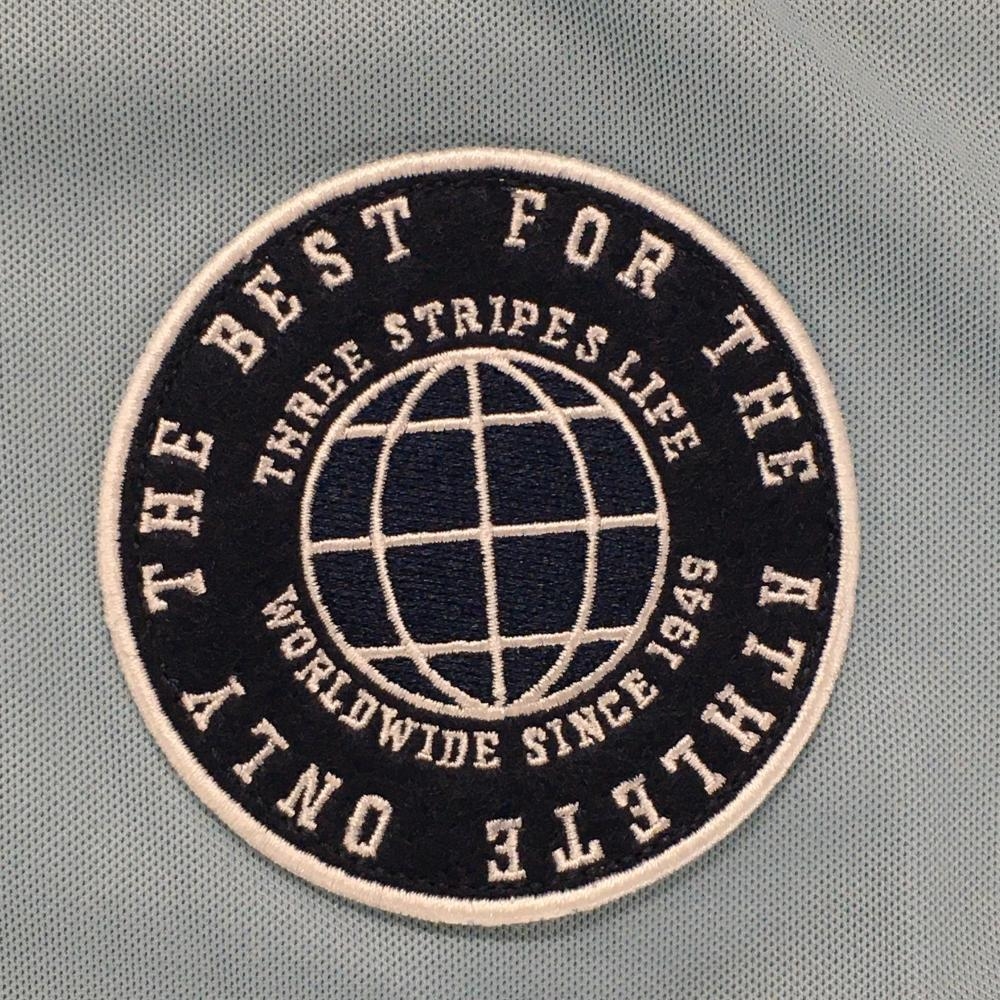 ONLY THE BEST FOR THE ATHLETE
THREE STRIPES LIFE
WORLDWIDE SINCE 1949